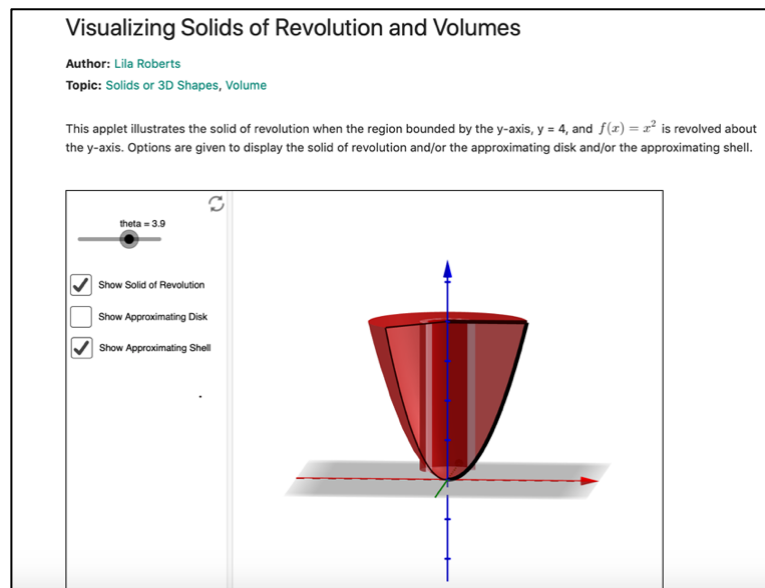 Visualizing Solids of Revolution and Volumes
Author: Lila Roberts
Topic: Solids or 3D Shapes, Volume
This applet illustrates the solid of revolution when the region bounded by the y-axis, y = 4, and f(x) = x² is revolved about
the y-axis. Options are given to display the solid of revolution and/or the approximating disk and/or the approximating shell.
theta = 3.9
Show Solid of Revolution
Show Approximating Disk
Show Approximating Shell